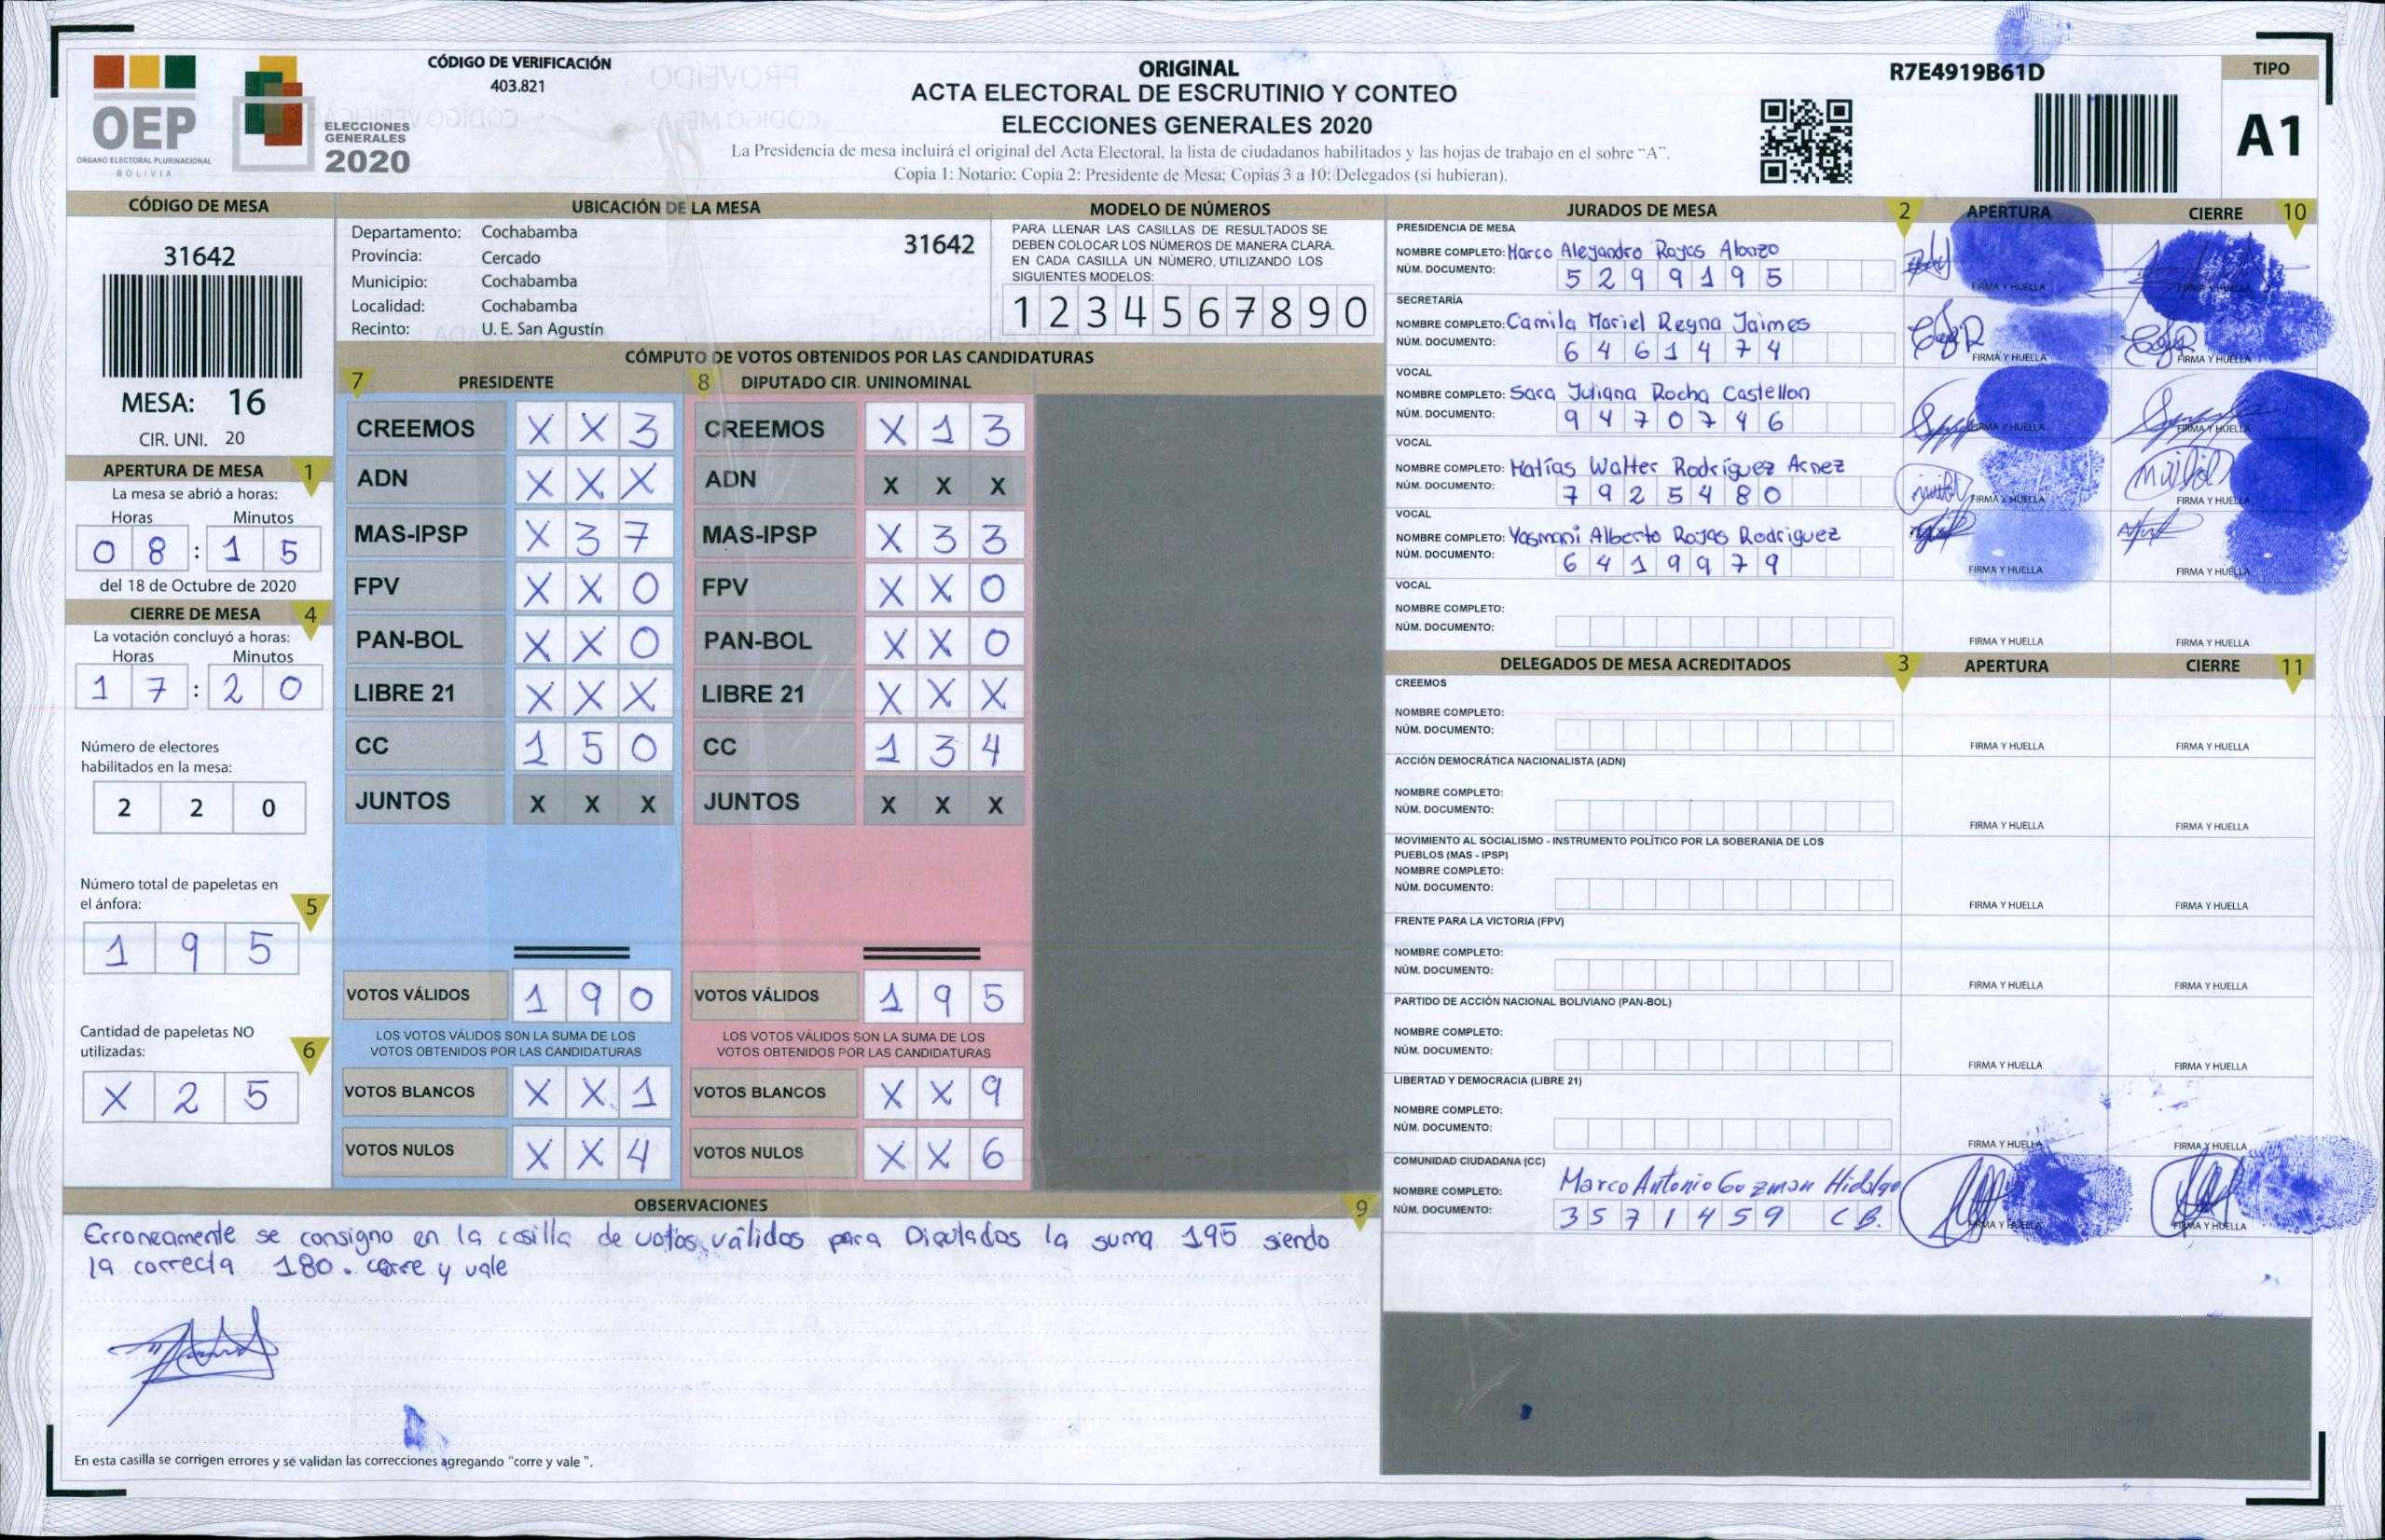 CÓDIGO DE VERIFICACIÓN
403.821
OEP
ÓRGANO ELECTORAL PLURINACIONAL
BOLIVIA
ELECCIONES
GENERALES
2020
ORIGINAL
ACTA ELECTORAL DE ESCRUTINIO Y CONTEO
ELECCIONES GENERALES 2020
La Presidencia de mesa incluirá el original del Acta Electoral, la lista de ciudadanos habilitados y las hojas de trabajo en el sobre "A".
Copia 1: Notario: Copia 2: Presidente de Mesa; Copias 3 a 10: Delegados (si hubieran).
R7E4919B61D
TIPO
A1
CÓDIGO DE MESA
31642
MESA: 16
CIR. UNI. 20
APERTURA DE MESA 1
La mesa se abrió a horas:
Horas Minutos
0 8 : 1 5
del 18 de Octubre de 2020
CIERRE DE MESA 4
La votación concluyó a horas:
Horas Minutos
1 7 : 2 0
Número de electores
habilitados en la mesa:
2 2 0
Número total de papeletas en
el ánfora: 5
1 9 5
Cantidad de papeletas NO
utilizadas: 6
X 2 5
UBICACIÓN DE LA MESA
Departamento: Cochabamba
Provincia: Cercado
Municipio: Cochabamba
Localidad: Cochabamba
Recinto: U. E. San Agustín
31642
MODELO DE NÚMEROS
PARA LLENAR LAS CASILLAS DE RESULTADOS SE
DEBEN COLOCAR LOS NÚMEROS DE MANERA CLARA.
EN CADA CASILLA UN NÚMERO, UTILIZANDO LOS
SIGUIENTES MODELOS:
1 2 3 4 5 6 7 8 9 0
CÓMPUTO DE VOTOS OBTENIDOS POR LAS CANDIDATURAS
7 PRESIDENTE
CREEMOS X X 3
ADN X X X
MAS-IPSP X 3 7
FPV X X 0
PAN-BOL X X 0
LIBRE 21 X X X
CC 1 5 0
JUNTOS X X X
VOTOS VÁLIDOS 1 9 0
LOS VOTOS VÁLIDOS SON LA SUMA DE LOS
VOTOS OBTENIDOS POR LAS CANDIDATURAS
VOTOS BLANCOS X X 1
VOTOS NULOS X X 4
8 DIPUTADO CIR. UNINOMINAL
CREEMOS X 1 3
ADN X X X
MAS-IPSP X 3 3
FPV X X 0
PAN-BOL X X 0
LIBRE 21 X X X
CC 1 3 4
JUNTOS X X X
VOTOS VÁLIDOS 1 9 5
LOS VOTOS VÁLIDOS SON LA SUMA DE LOS
VOTOS OBTENIDOS POR LAS CANDIDATURAS
VOTOS BLANCOS X X 9
VOTOS NULOS X X 6
OBSERVACIONES 9
Erroneamente se consigno en la casilla de votos válidos para Diputados la suma 195 siendo
la correcta 180. corre y vale
En esta casilla se corrigen errores y se validan las correcciones agregando "corre y vale ".
JURADOS DE MESA 2 APERTURA CIERRE 10
PRESIDENCIA DE MESA
NOMBRE COMPLETO: Marco Alejandro Rojas Alonzo
NÚM. DOCUMENTO: 5 2 9 9 1 9 5
FIRMA Y HUELLA FIRMA Y HUELLA
SECRETARÍA
NOMBRE COMPLETO: Camila Mariel Reyna Jaimes
NÚM. DOCUMENTO: 6 4 6 1 4 7 4
FIRMA Y HUELLA FIRMA Y HUELLA
VOCAL
NOMBRE COMPLETO: Sara Juliana Rocha Castellon
NÚM. DOCUMENTO: 9 4 7 0 7 4 6
FIRMA Y HUELLA FIRMA Y HUELLA
VOCAL
NOMBRE COMPLETO: Matías Walter Rodríguez Arnez
NÚM. DOCUMENTO: 7 9 2 5 4 8 0
FIRMA Y HUELLA FIRMA Y HUELLA
VOCAL
NOMBRE COMPLETO: Yasmani Alberto Rojas Rodriguez
NÚM. DOCUMENTO: 6 4 1 9 9 7 9
FIRMA Y HUELLA FIRMA Y HUELLA
VOCAL
NOMBRE COMPLETO:
NÚM. DOCUMENTO:
FIRMA Y HUELLA FIRMA Y HUELLA
DELEGADOS DE MESA ACREDITADOS 3 APERTURA CIERRE 11
CREEMOS
NOMBRE COMPLETO:
NÚM. DOCUMENTO:
FIRMA Y HUELLA FIRMA Y HUELLA
ACCIÓN DEMOCRÁTICA NACIONALISTA (ADN)
NOMBRE COMPLETO:
NÚM. DOCUMENTO:
FIRMA Y HUELLA FIRMA Y HUELLA
MOVIMIENTO AL SOCIALISMO - INSTRUMENTO POLÍTICO POR LA SOBERANIA DE LOS
PUEBLOS (MAS - IPSP)
NOMBRE COMPLETO:
NÚM. DOCUMENTO:
FIRMA Y HUELLA FIRMA Y HUELLA
FRENTE PARA LA VICTORIA (FPV)
NOMBRE COMPLETO:
NÚM. DOCUMENTO:
FIRMA Y HUELLA FIRMA Y HUELLA
PARTIDO DE ACCIÓN NACIONAL BOLIVIANO (PAN-BOL)
NOMBRE COMPLETO:
NÚM. DOCUMENTO:
FIRMA Y HUELLA FIRMA Y HUELLA
LIBERTAD Y DEMOCRACIA (LIBRE 21)
NOMBRE COMPLETO:
NÚM. DOCUMENTO:
FIRMA Y HUELLA FIRMA Y HUELLA
COMUNIDAD CIUDADANA (CC)
NOMBRE COMPLETO: Marco Antonio Guzman Hidalgo
NÚM. DOCUMENTO: 3 5 7 1 4 5 9 C B.
FIRMA Y HUELLA FIRMA Y HUELLA